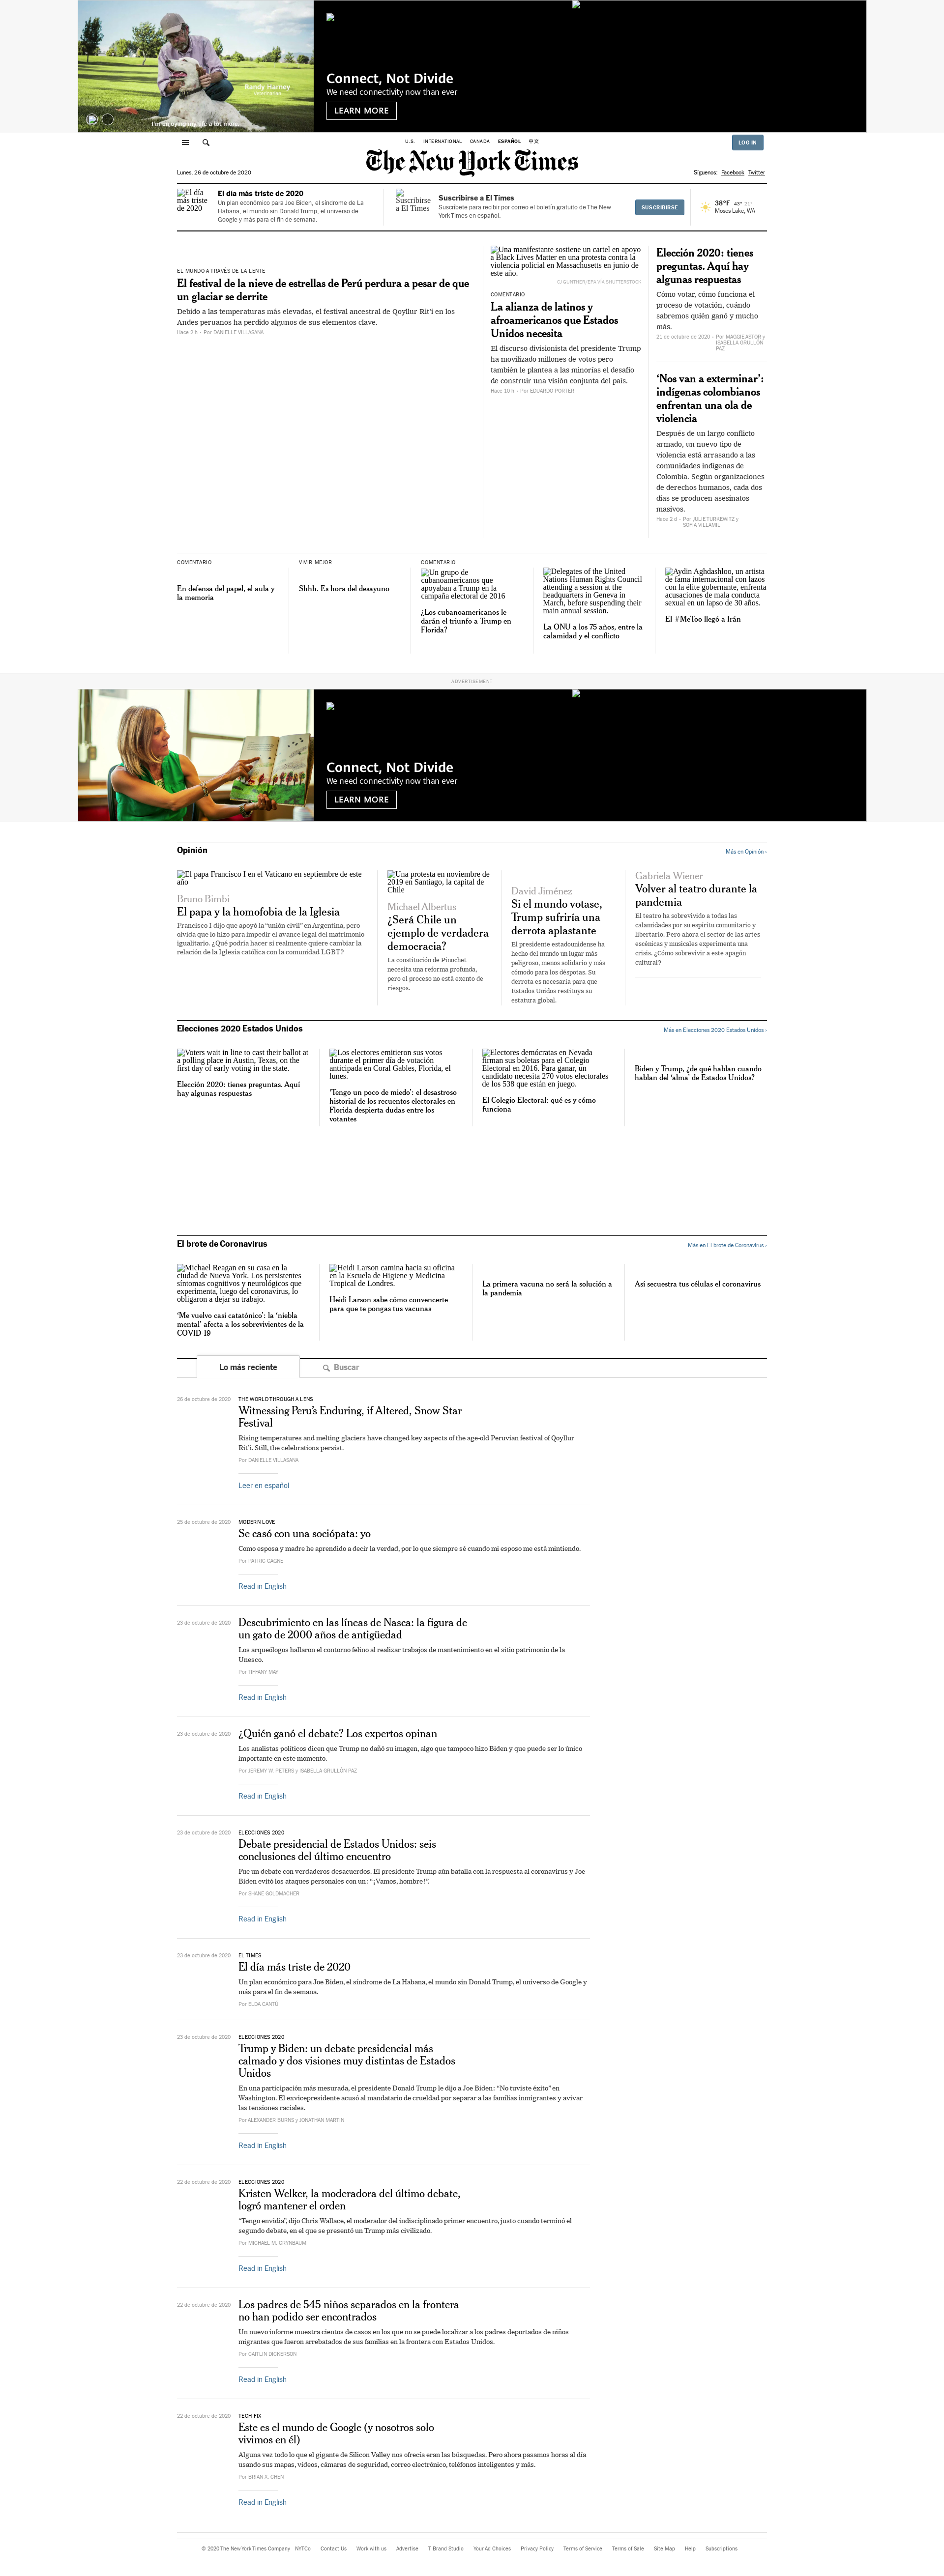 Randy Harney
Connect, Not Divide
We need connectivity now than ever
LEARN MORE
U.S.
INTERNATIONAL
CANADA
ESPAÑOL
中文
LOG IN
The New York Times
Lunes, 26 de octubre de 2020
Síguenos: Facebook Twitter
El día más triste de 2020
El día más triste de 2020
Un plan económico para Joe Biden, el síndrome de La Habana, el mundo sin Donald Trump, el universo de Google y más para el fin de semana.
Suscribirse a El Times
Suscribirse a El Times
Suscríbete para recibir por correo el boletín gratuito de The New York Times en español.
SUSCRIBIRSE
38°F 43° 21°
Moses Lake, WA
EL MUNDO A TRAVÉS DE LA LENTE
El festival de la nieve de estrellas de Perú perdura a pesar de que un glaciar se derrite
Debido a las temperaturas más elevadas, el festival ancestral de Qoyllur Rit'i en los Andes peruanos ha perdido algunos de sus elementos clave.
Hace 2 h – Por DANIELLE VILLASANA
Una manifestante sostiene un cartel en apoyo a Black Lives Matter en una protesta contra la violencia policial en Massachusetts en junio de este año.
CJ GUNTHER/EPA VÍA SHUTTERSTOCK
COMENTARIO
La alianza de latinos y afroamericanos que Estados Unidos necesita
El discurso divisionista del presidente Trump ha movilizado millones de votos pero también le plantea a las minorías el desafío de construir una visión conjunta del país.
Hace 10 h – Por EDUARDO PORTER
Elección 2020: tienes preguntas. Aquí hay algunas respuestas
Cómo votar, cómo funciona el proceso de votación, cuándo sabremos quién ganó y mucho más.
21 de octubre de 2020 – Por MAGGIE ASTOR y ISABELLA GRULLÓN PAZ
‘Nos van a exterminar’: indígenas colombianos enfrentan una ola de violencia
Después de un largo conflicto armado, un nuevo tipo de violencia está arrasando a las comunidades indígenas de Colombia. Según organizaciones de derechos humanos, cada dos días se producen asesinatos masivos.
Hace 2 d – Por JULIE TURKEWITZ y SOFÍA VILLAMIL
COMENTARIO
En defensa del papel, el aula y la memoria
VIVIR MEJOR
Shhh. Es hora del desayuno
COMENTARIO
Un grupo de cubanoamericanos que apoyaban a Trump en la campaña electoral de 2016
¿Los cubanoamericanos le darán el triunfo a Trump en Florida?
Delegates of the United Nations Human Rights Council attending a session at the headquarters in Geneva in March, before suspending their main annual session.
La ONU a los 75 años, entre la calamidad y el conflicto
Aydin Aghdashloo, un artista de fama internacional con lazos con la élite gobernante, enfrenta acusaciones de mala conducta sexual en un lapso de 30 años.
El #MeToo llegó a Irán
ADVERTISEMENT
Connect, Not Divide
We need connectivity now than ever
LEARN MORE
Opinión
Más en Opinión ›
El papa Francisco I en el Vaticano en septiembre de este año
Bruno Bimbi
El papa y la homofobia de la Iglesia
Francisco I dijo que apoyó la “unión civil” en Argentina, pero olvida que lo hizo para impedir el matrimonio igualitario. ¿Qué podría hacer si realmente quiere cambiar la relación de la Iglesia católica con la comunidad LGBT?
Una protesta en noviembre de 2019 en Santiago, la capital de Chile
Michael Albertus
¿Será Chile un ejemplo de verdadera democracia?
La constitución de Pinochet necesita una reforma profunda, pero el proceso no está exento de riesgos.
David Jiménez
Si el mundo votase, Trump sufriría una derrota aplastante
El presidente estadounidense ha hecho del mundo un lugar más peligroso, menos solidario y más cómodo para los déspotas. Su derrota es necesaria para que Estados Unidos restituya su estatura global.
Gabriela Wiener
Volver al teatro durante la pandemia
El teatro ha sobrevivido a todas las calamidades por su espíritu comunitario y libertario. Pero ahora el sector de las artes escénicas y musicales experimenta una crisis. ¿Cómo sobrevivir a este apagón cultural?
Elecciones 2020 Estados Unidos
Más en Elecciones 2020 Estados Unidos ›
Voters wait in line to cast their ballot at a polling place in Austin, Texas, on the first day of early voting in the state.
Elección 2020: tienes preguntas. Aquí hay algunas respuestas
Los electores emitieron sus votos durante el primer día de votación anticipada en Coral Gables, Florida, el lunes.
‘Tengo un poco de miedo’: el desastroso historial de los recuentos electorales en Florida despierta dudas entre los votantes
Electores demócratas en Nevada firman sus boletas para el Colegio Electoral en 2016. Para ganar, un candidato necesita 270 votos electorales de los 538 que están en juego.
El Colegio Electoral: qué es y cómo funciona
Biden y Trump, ¿de qué hablan cuando hablan del ‘alma’ de Estados Unidos?
El brote de Coronavirus
Más en El brote de Coronavirus ›
Michael Reagan en su casa en la ciudad de Nueva York. Los persistentes síntomas cognitivos y neurológicos que experimenta, luego del coronavirus, lo obligaron a dejar su trabajo.
‘Me vuelvo casi catatónico’: la ‘niebla mental’ afecta a los sobrevivientes de la COVID-19
Heidi Larson camina hacia su oficina en la Escuela de Higiene y Medicina Tropical de Londres.
Heidi Larson sabe cómo convencerte para que te pongas tus vacunas
La primera vacuna no será la solución a la pandemia
Así secuestra tus células el coronavirus
Lo más reciente
Buscar
26 de octubre de 2020
THE WORLD THROUGH A LENS
Witnessing Peru’s Enduring, if Altered, Snow Star Festival
Rising temperatures and melting glaciers have changed key aspects of the age-old Peruvian festival of Qoyllur Rit’i. Still, the celebrations persist.
Por DANIELLE VILLASANA
Leer en español
25 de octubre de 2020
MODERN LOVE
Se casó con una sociópata: yo
Como esposa y madre he aprendido a decir la verdad, por lo que siempre sé cuando mi esposo me está mintiendo.
Por PATRIC GAGNE
Read in English
23 de octubre de 2020
Descubrimiento en las líneas de Nasca: la figura de un gato de 2000 años de antigüedad
Los arqueólogos hallaron el contorno felino al realizar trabajos de mantenimiento en el sitio patrimonio de la Unesco.
Por TIFFANY MAY
Read in English
23 de octubre de 2020
¿Quién ganó el debate? Los expertos opinan
Los analistas políticos dicen que Trump no dañó su imagen, algo que tampoco hizo Biden y que puede ser lo único importante en este momento.
Por JEREMY W. PETERS y ISABELLA GRULLÓN PAZ
Read in English
23 de octubre de 2020
ELECCIONES 2020
Debate presidencial de Estados Unidos: seis conclusiones del último encuentro
Fue un debate con verdaderos desacuerdos. El presidente Trump aún batalla con la respuesta al coronavirus y Joe Biden evitó los ataques personales con un: “¡Vamos, hombre!”.
Por SHANE GOLDMACHER
Read in English
23 de octubre de 2020
EL TIMES
El día más triste de 2020
Un plan económico para Joe Biden, el síndrome de La Habana, el mundo sin Donald Trump, el universo de Google y más para el fin de semana.
Por ELDA CANTÚ
23 de octubre de 2020
ELECCIONES 2020
Trump y Biden: un debate presidencial más calmado y dos visiones muy distintas de Estados Unidos
En una participación más mesurada, el presidente Donald Trump le dijo a Joe Biden: “No tuviste éxito” en Washington. El exvicepresidente acusó al mandatario de crueldad por separar a las familias inmigrantes y avivar las tensiones raciales.
Por ALEXANDER BURNS y JONATHAN MARTIN
Read in English
22 de octubre de 2020
ELECCIONES 2020
Kristen Welker, la moderadora del último debate, logró mantener el orden
“Tengo envidia”, dijo Chris Wallace, el moderador del indisciplinado primer encuentro, justo cuando terminó el segundo debate, en el que se presentó un Trump más civilizado.
Por MICHAEL M. GRYNBAUM
Read in English
22 de octubre de 2020
Los padres de 545 niños separados en la frontera no han podido ser encontrados
Un nuevo informe muestra cientos de casos en los que no se puede localizar a los padres deportados de niños migrantes que fueron arrebatados de sus familias en la frontera con Estados Unidos.
Por CAITLIN DICKERSON
Read in English
22 de octubre de 2020
TECH FIX
Este es el mundo de Google (y nosotros solo vivimos en él)
Alguna vez todo lo que el gigante de Silicon Valley nos ofrecía eran las búsquedas. Pero ahora pasamos horas al día usando sus mapas, videos, cámaras de seguridad, correo electrónico, teléfonos inteligentes y más.
Por BRIAN X. CHEN
Read in English
© 2020 The New York Times Company NYTCo Contact Us Work with us Advertise T Brand Studio Your Ad Choices Privacy Policy Terms of Service Terms of Sale Site Map Help Subscriptions